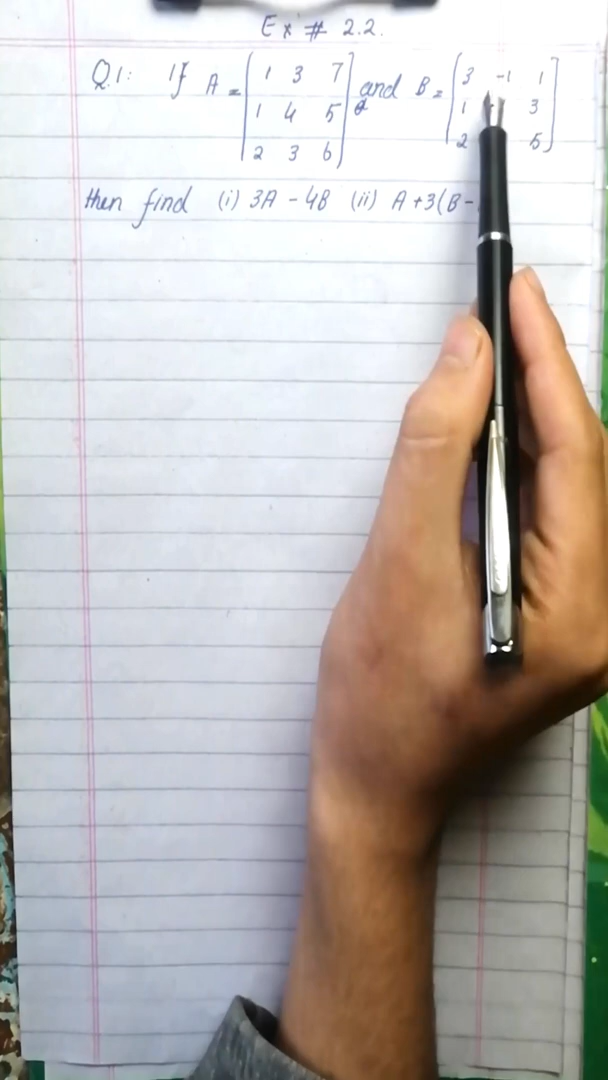 Ex # 2.2.
Q.1: If A = [1 3 7 and B = [3 -1 1]
1 4 5 1 3
2 3 6] 2 5
then find (i) 3A - 4B (ii) A + 3(B -